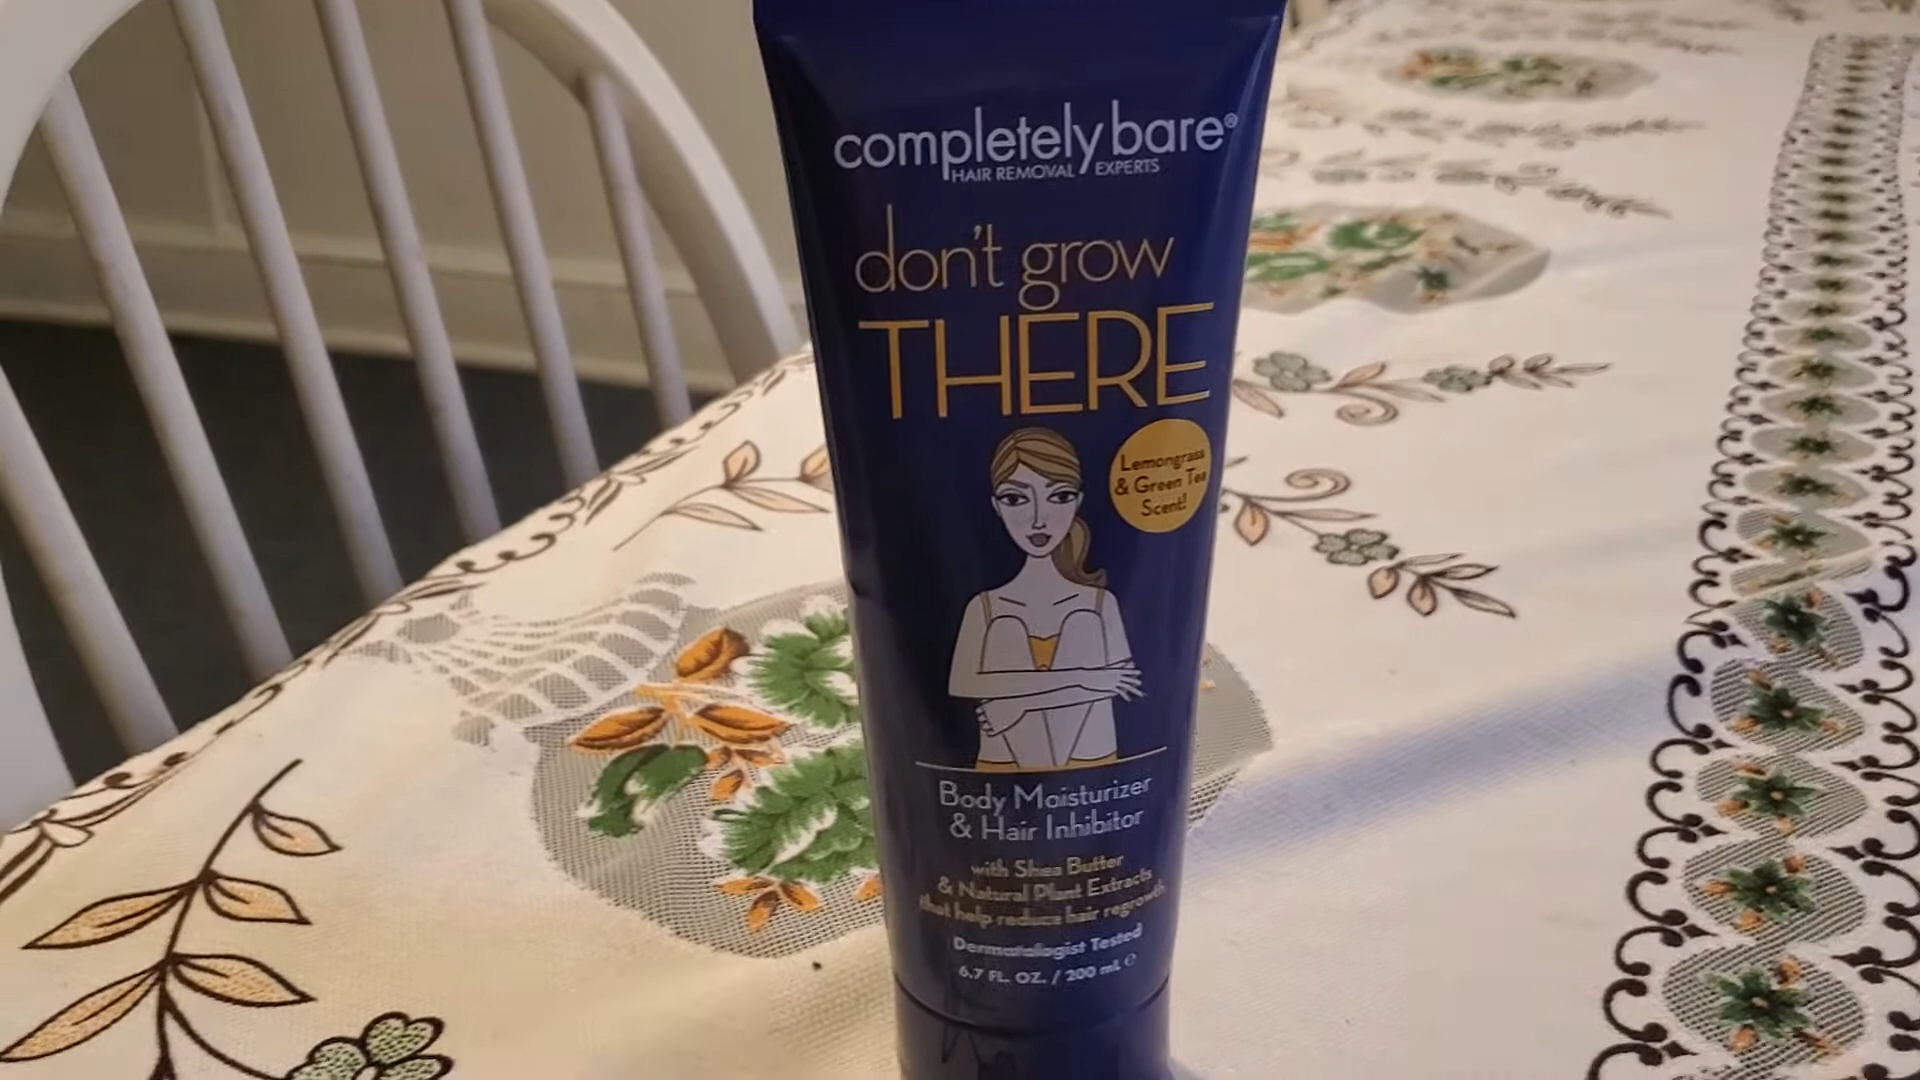 completely bare®
HAIR REMOVAL EXPERTS
don't grow
THERE
Lemongrass
& Green Tea
Scent!
Body Moisturizer
& Hair Inhibitor
with Shea Butter
& Natural Plant Extracts
that help reduce hair regrowth
Dermatologist Tested
6.7 FL. OZ. / 200 mL ℮